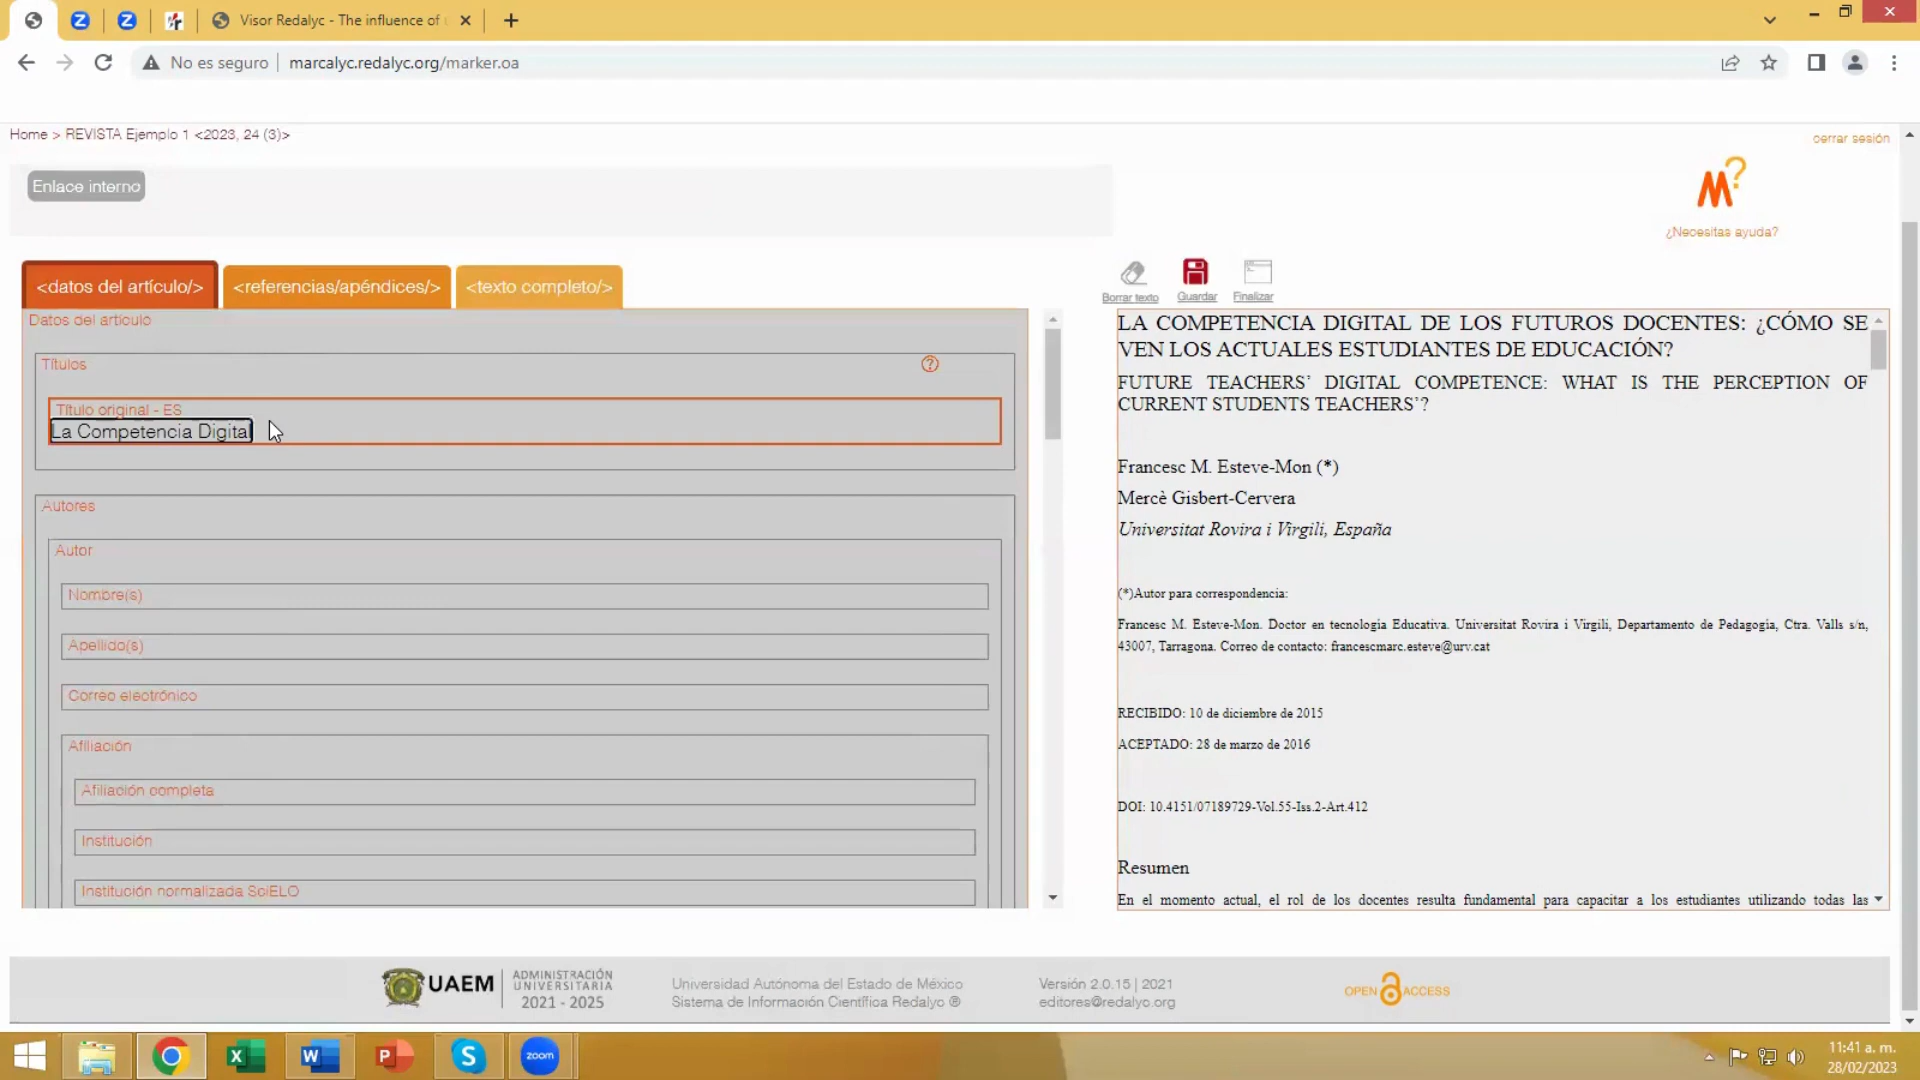 Visor Redalyc - The influence of
No es seguro
marcalyc.redalyc.org/marker.oa
Home > REVISTA Ejemplo 1 <2023, 24 (3)>
cerrar sesión
Enlace interno
M?
¿Necesitas ayuda?
<datos del artículo/>
<referencias/apéndices/>
<texto completo/>
Borrar texto
Guardar
Finalizar
Datos del artículo
Títulos
Título original - ES
La Competencia Digital
Autores
Autor
Nombre(s)
Apellido(s)
Correo electrónico
Afiliación
Afiliación completa
Institución
Institución normalizada SciELO
LA COMPETENCIA DIGITAL DE LOS FUTUROS DOCENTES: ¿CÓMO SE
VEN LOS ACTUALES ESTUDIANTES DE EDUCACIÓN?
FUTURE TEACHERS’ DIGITAL COMPETENCE: WHAT IS THE PERCEPTION OF
CURRENT STUDENTS TEACHERS’?
Francesc M. Esteve-Mon (*)
Mercè Gisbert-Cervera
Universitat Rovira i Virgili, España
(*)Autor para correspondencia:
Francesc M. Esteve-Mon. Doctor en tecnología Educativa. Universitat Rovira i Virgili, Departamento de Pedagogía, Ctra. Valls s/n,
43007, Tarragona. Correo de contacto: francescmarc.esteve@urv.cat
RECIBIDO: 10 de diciembre de 2015
ACEPTADO: 28 de marzo de 2016
DOI: 10.4151/07189729-Vol.55-Iss.2-Art.412
Resumen
En el momento actual, el rol de los docentes resulta fundamental para capacitar a los estudiantes utilizando todas las
UAEM
ADMINISTRACIÓN
UNIVERSITARIA
2021 - 2025
Universidad Autónoma del Estado de México
Sistema de Información Científica Redalyc ®
Versión 2.0.15 | 2021
editores@redalyc.org
OPEN ACCESS
zoom
11:41 a. m.
28/02/2023